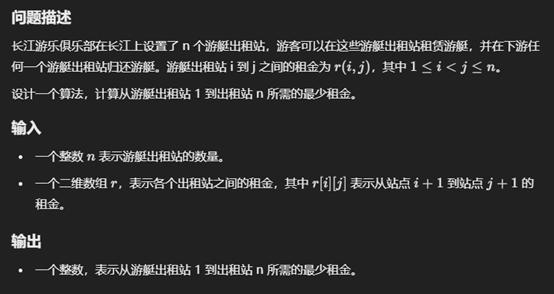 问题描述
长江游乐俱乐部在长江上设置了 n 个游艇出租站，游客可以在这些游艇出租站租赁游艇，并在下游任
何一个游艇出租站归还游艇。游艇出租站 i 到 j 之间的租金为 r(i, j)，其中 1 ≤ i < j ≤ n。
设计一个算法，计算从游艇出租站 1 到出租站 n 所需的最少租金。
输入
• 一个整数 n 表示游艇出租站的数量。
• 一个二维数组 r，表示各个出租站之间的租金，其中 r[i][j] 表示从站点 i + 1 到站点 j + 1 的
租金。
输出
• 一个整数，表示从游艇出租站 1 到出租站 n 所需的最少租金。